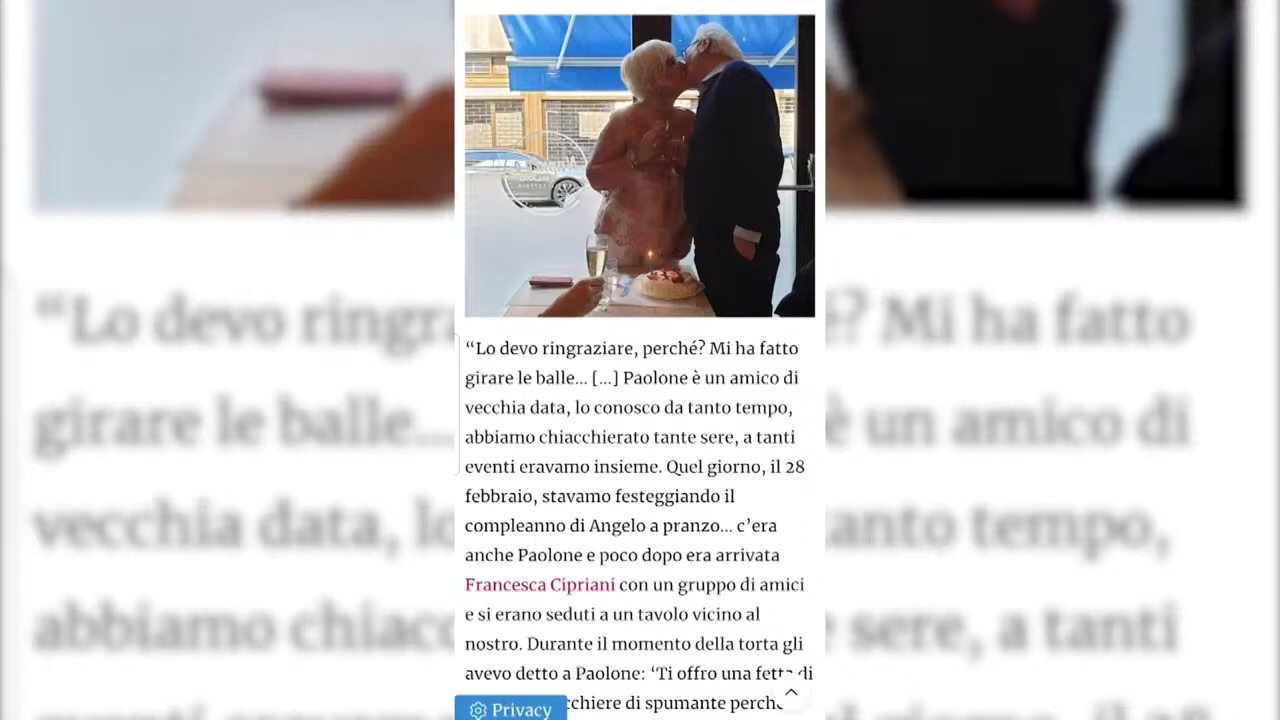 “Lo devo ringraziare, perché? Mi ha fatto
girare le balle… […] Paolone è un amico di
vecchia data, lo conosco da tanto tempo,
abbiamo chiacchierato tante sere, a tanti
eventi eravamo insieme. Quel giorno, il 28
febbraio, stavamo festeggiando il
compleanno di Angelo a pranzo… c’era
anche Paolone e poco dopo era arrivata
Francesca Cipriani con un gruppo di amici
e si erano seduti a un tavolo vicino al
nostro. Durante il momento della torta gli
avevo detto a Paolone: ‘Ti offro una fetta di
di spumante
Privacy